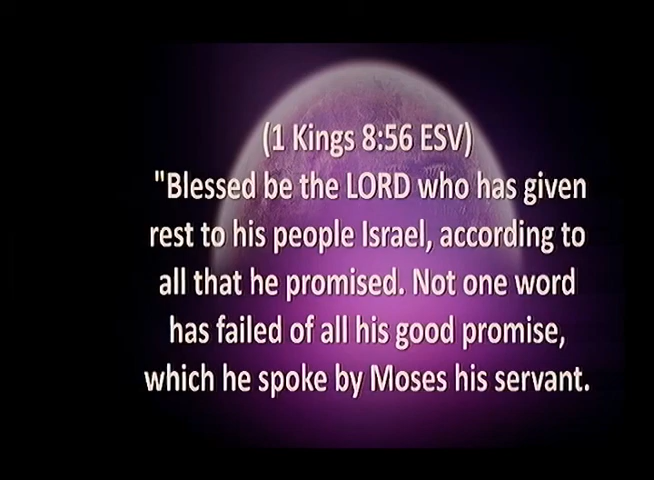 (1 Kings 8:56 ESV)
"Blessed be the LORD who has given
rest to his people Israel, according to
all that he promised. Not one word
has failed of all his good promise,
which he spoke by Moses his servant.